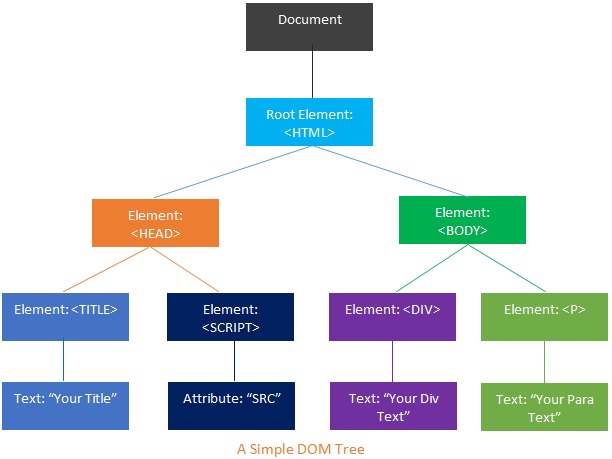 Document
Root Element:
<HTML>
Element:
<HEAD>
Element:
<BODY>
Element: <TITLE>
Element:
<SCRIPT>
Element: <DIV>
Element: <P>
Text: “Your Title”
Attribute: “SRC”
Text: “Your Div
Text”
Text: “Your Para
Text”
A Simple DOM Tree